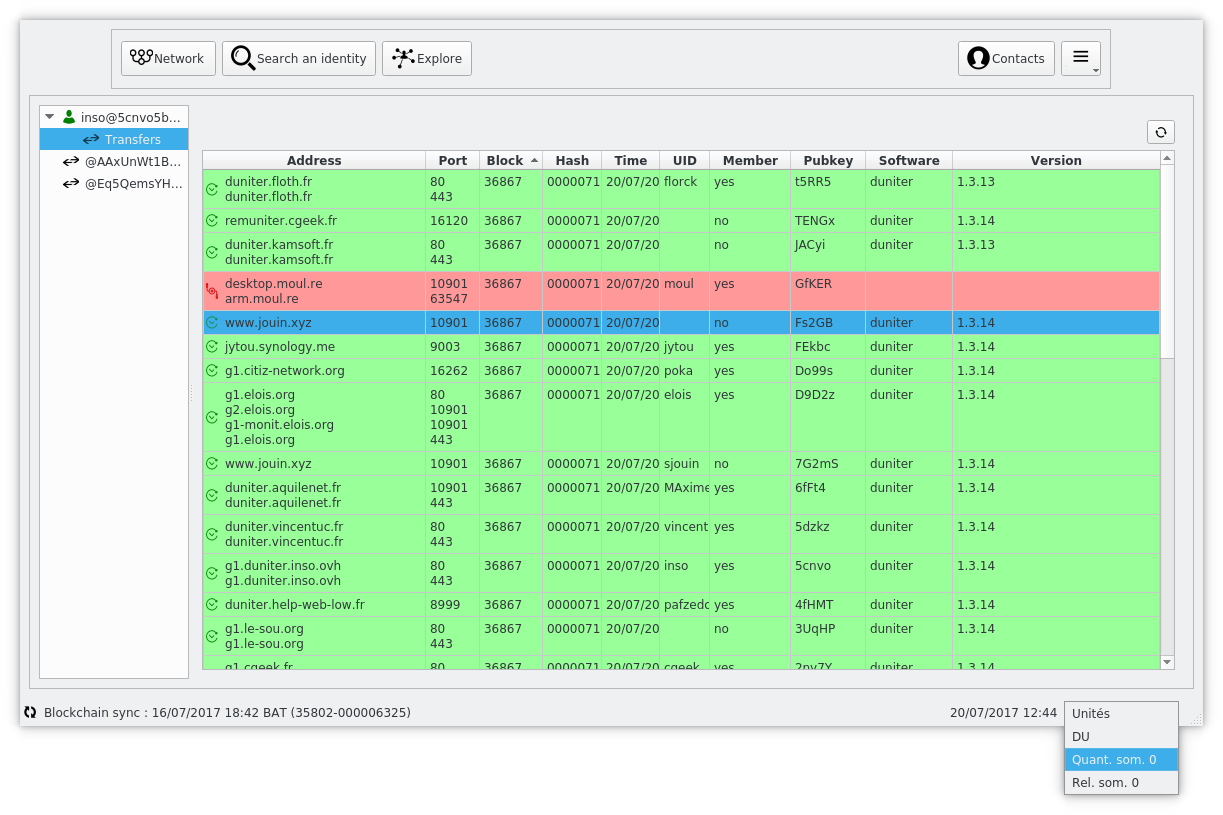 Network Search an identity Explore Contacts
inso@5cnvo5b...
Transfers
@AAxUnWt1B...
@Eq5QemsYH...
Address Port Block Hash Time UID Member Pubkey Software Version
duniter.floth.fr 80 36867 0000071 20/07/20 florck yes t5RR5 duniter 1.3.13
duniter.floth.fr 443
remuniter.cgeek.fr 16120 36867 0000071 20/07/20 no TENGx duniter 1.3.14
duniter.kamsoft.fr 80 36867 0000071 20/07/20 no JACyi duniter 1.3.13
duniter.kamsoft.fr 443
desktop.moul.re 10901 36867 0000071 20/07/20 moul yes GfKER
arm.moul.re 63547
www.jouin.xyz 10901 36867 0000071 20/07/20 no Fs2GB duniter 1.3.14
jytou.synology.me 9003 36867 0000071 20/07/20 jytou yes FEkbc duniter 1.3.14
g1.citiz-network.org 16262 36867 0000071 20/07/20 poka yes Do99s duniter 1.3.14
g1.elois.org 80 36867 0000071 20/07/20 elois yes D9D2z duniter 1.3.14
g2.elois.org 10901
g1-monit.elois.org 10901
g1.elois.org 443
www.jouin.xyz 10901 36867 0000071 20/07/20 sjouin no 7G2mS duniter 1.3.14
duniter.aquilenet.fr 10901 36867 0000071 20/07/20 MAxime yes 6fFt4 duniter 1.3.14
duniter.aquilenet.fr 443
duniter.vincentuc.fr 80 36867 0000071 20/07/20 vincent yes 5dzkz duniter 1.3.14
duniter.vincentuc.fr 443
g1.duniter.inso.ovh 80 36867 0000071 20/07/20 inso yes 5cnvo duniter 1.3.14
g1.duniter.inso.ovh 443
duniter.help-web-low.fr 8999 36867 0000071 20/07/20 pafzedo yes 4fHMT duniter 1.3.14
g1.le-sou.org 80 36867 0000071 20/07/20 no 3UqHP duniter 1.3.14
g1.le-sou.org 443
g1.cgeek.fr 80 36867 0000071 20/07/20 cgeek yes 2ny7Y duniter 1.3.14
Blockchain sync : 16/07/2017 18:42 BAT (35802-000006325) 20/07/2017 12:44
Unités
DU
Quant. som. 0
Rel. som. 0